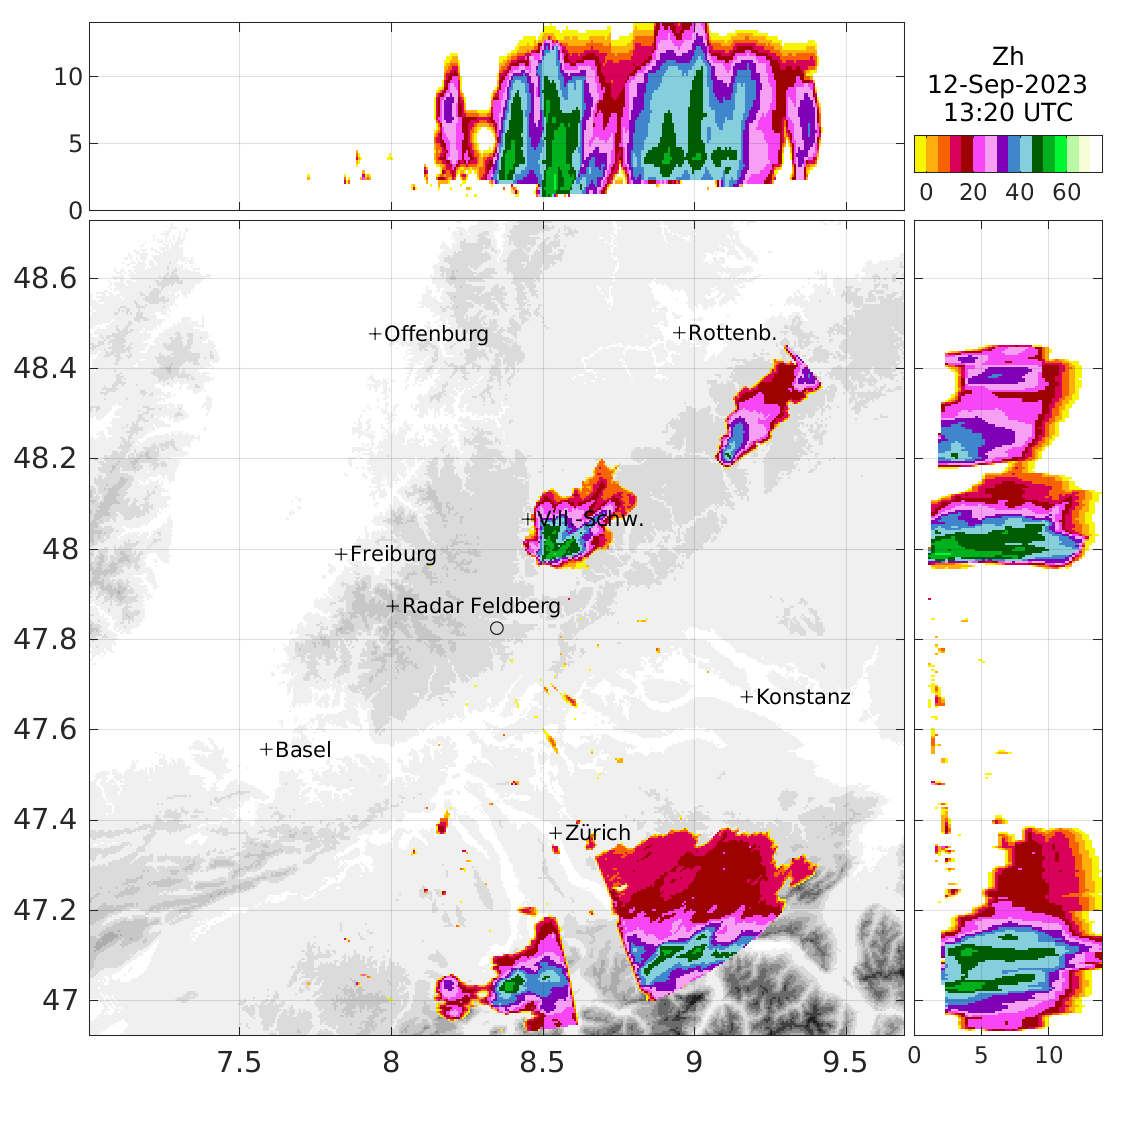 10
5
0
Zh
12-Sep-2023
13:20 UTC
0 20 40 60
48.6
48.4
48.2
48
47.8
47.6
47.4
47.2
47
+Offenburg
+Rottenb.
+Vill.-Schw.
+Freiburg
+Radar Feldberg
+Konstanz
+Basel
+Zürich
7.5 8 8.5 9 9.5
0 5 10